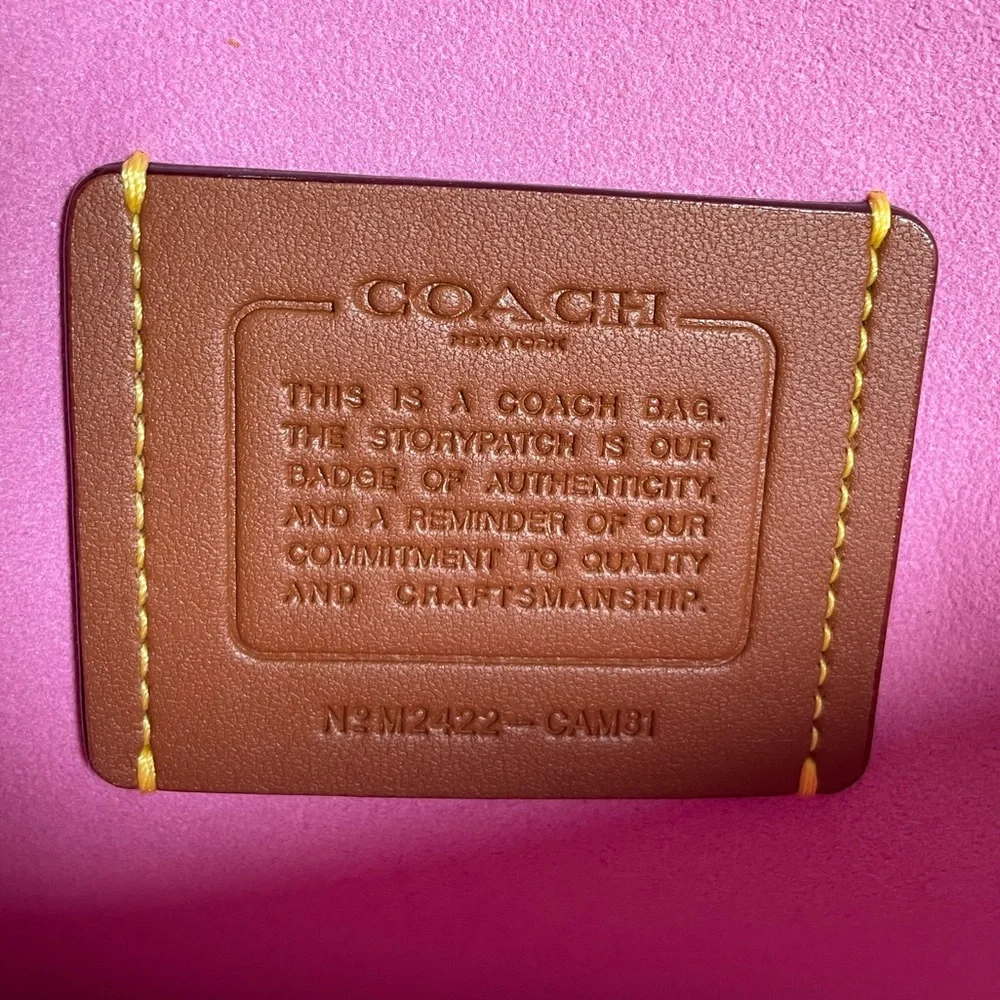 COACH
NEW YORK
THIS IS A COACH BAG.
THE STORYPATCH IS OUR
BADGE OF AUTHENTICITY,
AND A REMINDER OF OUR
COMMITMENT TO QUALITY
AND CRAFTSMANSHIP.
Nº M2422-CAM81